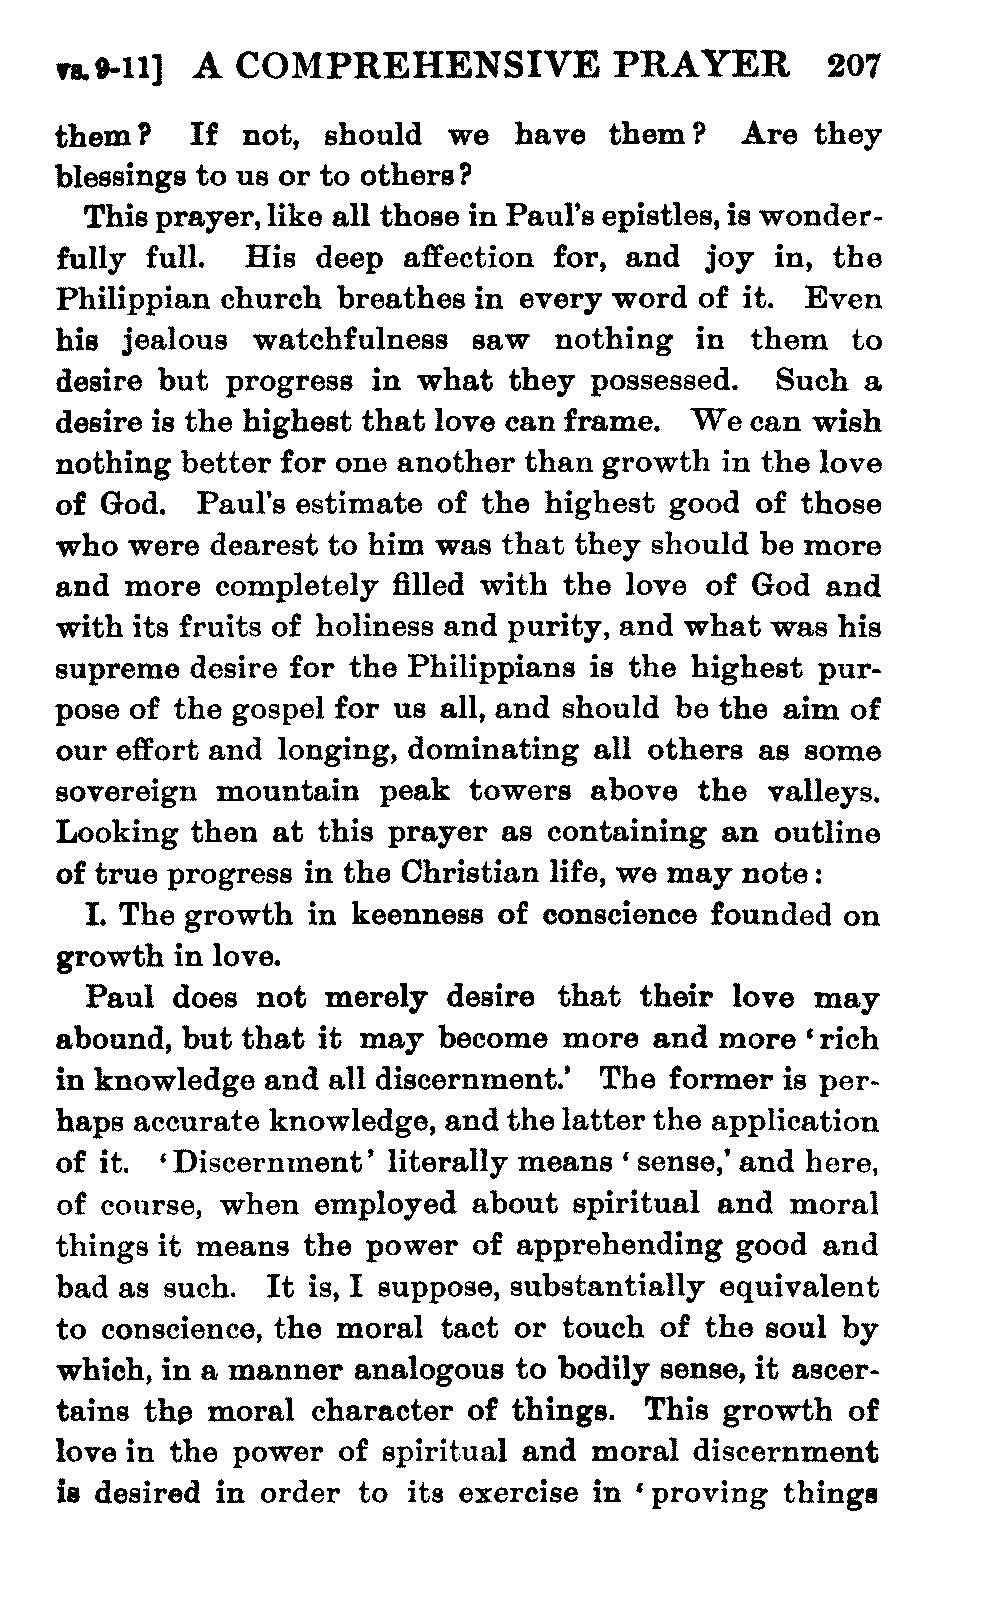 vs. 9-11] A COMPREHENSIVE PRAYER 207
them? If not, should we have them? Are they
blessings to us or to others?
This prayer, like all those in Paul's epistles, is wonder-
fully full. His deep affection for, and joy in, the
Philippian church breathes in every word of it. Even
his jealous watchfulness saw nothing in them to
desire but progress in what they possessed. Such a
desire is the highest that love can frame. We can wish
nothing better for one another than growth in the love
of God. Paul's estimate of the highest good of those
who were dearest to him was that they should be more
and more completely filled with the love of God and
with its fruits of holiness and purity, and what was his
supreme desire for the Philippians is the highest pur-
pose of the gospel for us all, and should be the aim of
our effort and longing, dominating all others as some
sovereign mountain peak towers above the valleys.
Looking then at this prayer as containing an outline
of true progress in the Christian life, we may note:
I. The growth in keenness of conscience founded on
growth in love.
Paul does not merely desire that their love may
abound, but that it may become more and more ‘rich
in knowledge and all discernment.’ The former is per-
haps accurate knowledge, and the latter the application
of it. ‘Discernment’ literally means ‘sense,’ and here,
of course, when employed about spiritual and moral
things it means the power of apprehending good and
bad as such. It is, I suppose, substantially equivalent
to conscience, the moral tact or touch of the soul by
which, in a manner analogous to bodily sense, it ascer-
tains the moral character of things. This growth of
love in the power of spiritual and moral discernment
is desired in order to its exercise in ‘proving things